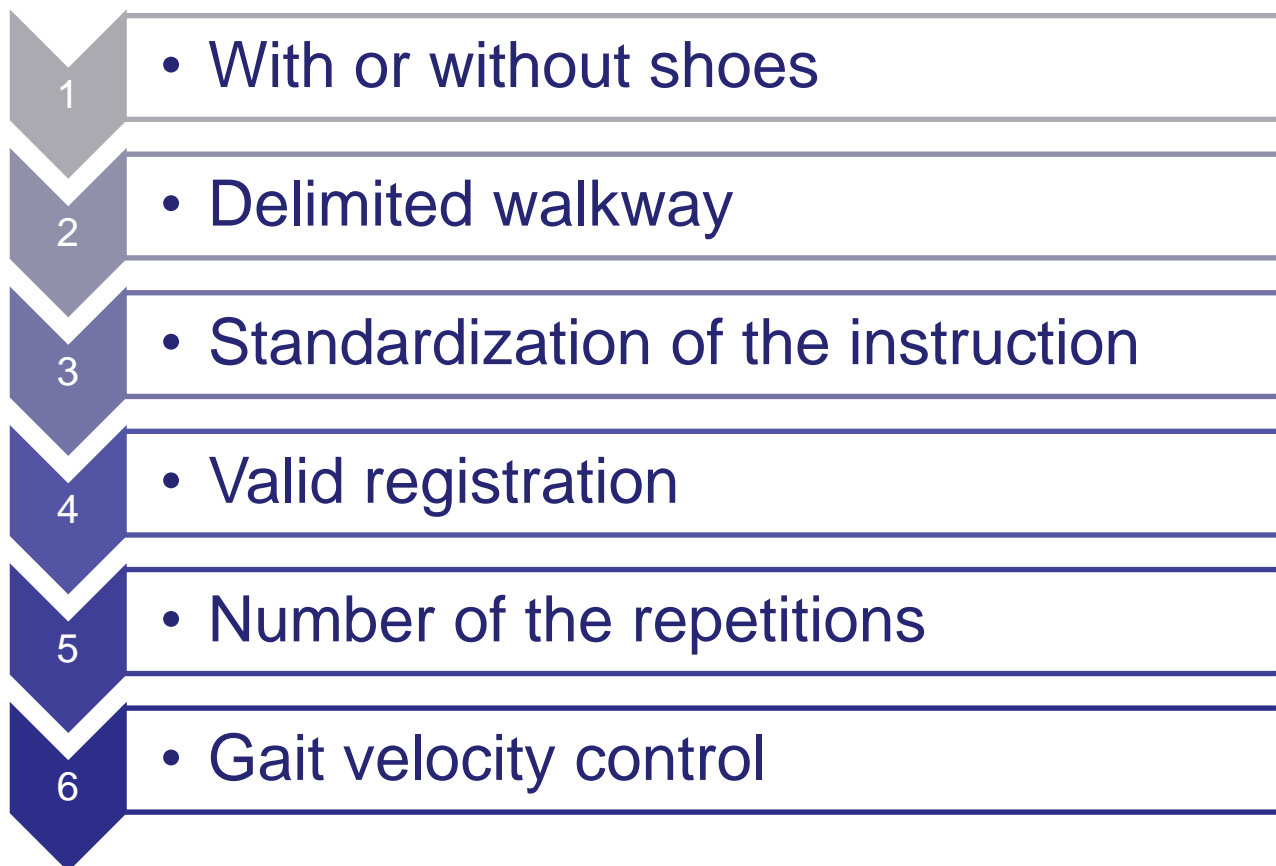 1 • With or without shoes
2 • Delimited walkway
3 • Standardization of the instruction
4 • Valid registration
5 • Number of the repetitions
6 • Gait velocity control